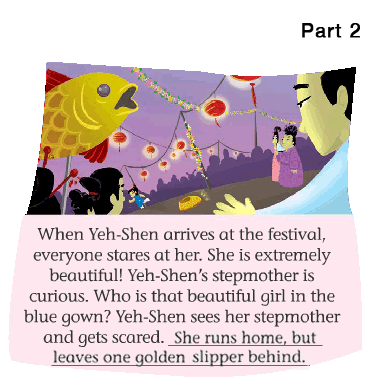 Part 2
When Yeh-Shen arrives at the festival,
everyone stares at her. She is extremely
beautiful! Yeh-Shen's stepmother is
curious. Who is that beautiful girl in the
blue gown? Yeh-Shen sees her stepmother
and gets scared. She runs home, but
leaves one golden slipper behind.